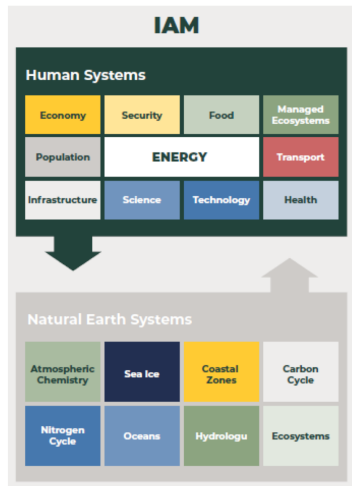 IAM
Human Systems
Economy
Security
Food
Managed
Ecosystems
Population
ENERGY
Transport
Infrastructure
Science
Technology
Health
Natural Earth Systems
Atmospheric
Chemistry
Sea Ice
Coastal
Zones
Carbon
Cycle
Nitrogen
Cycle
Oceans
Hydrologu
Ecosystems